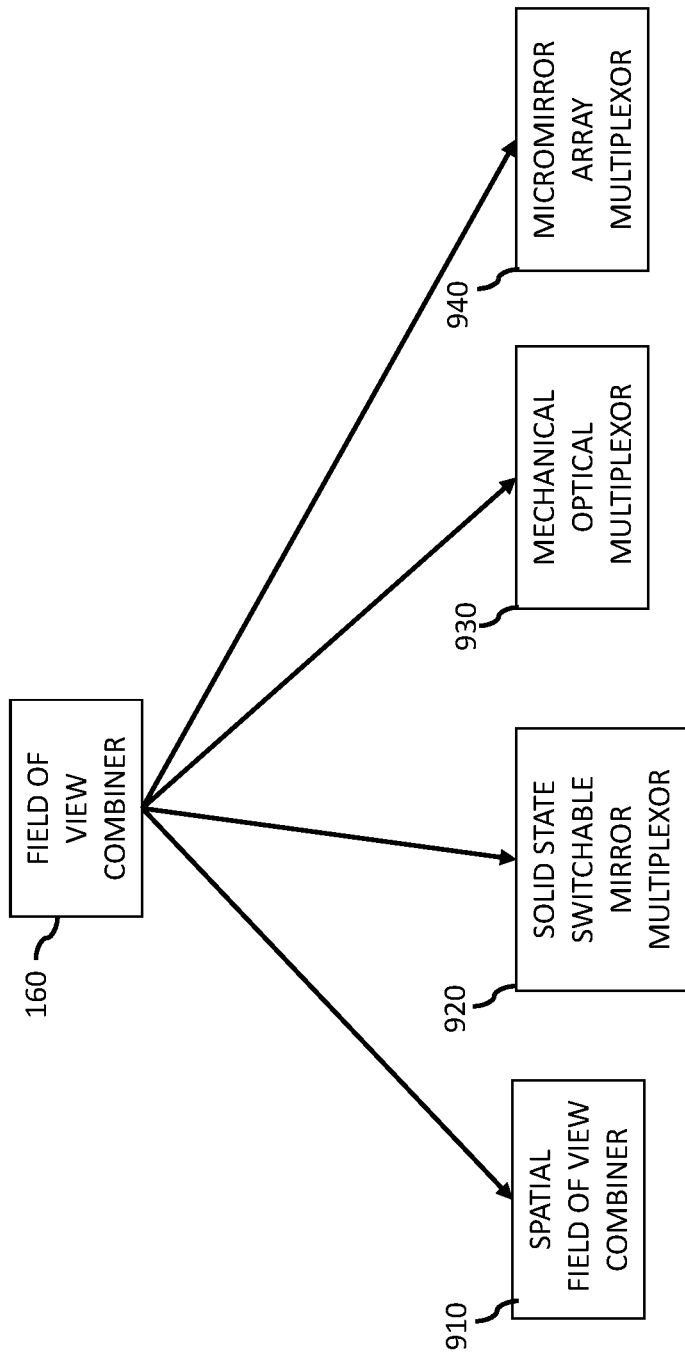 160
FIELD OF
VIEW
COMBINER
910
SPATIAL
FIELD OF VIEW
COMBINER
920
SOLID STATE
SWITCHABLE
MIRROR
MULTIPLEXOR
930
MECHANICAL
OPTICAL
MULTIPLEXOR
940
MICROMIRROR
ARRAY
MULTIPLEXOR